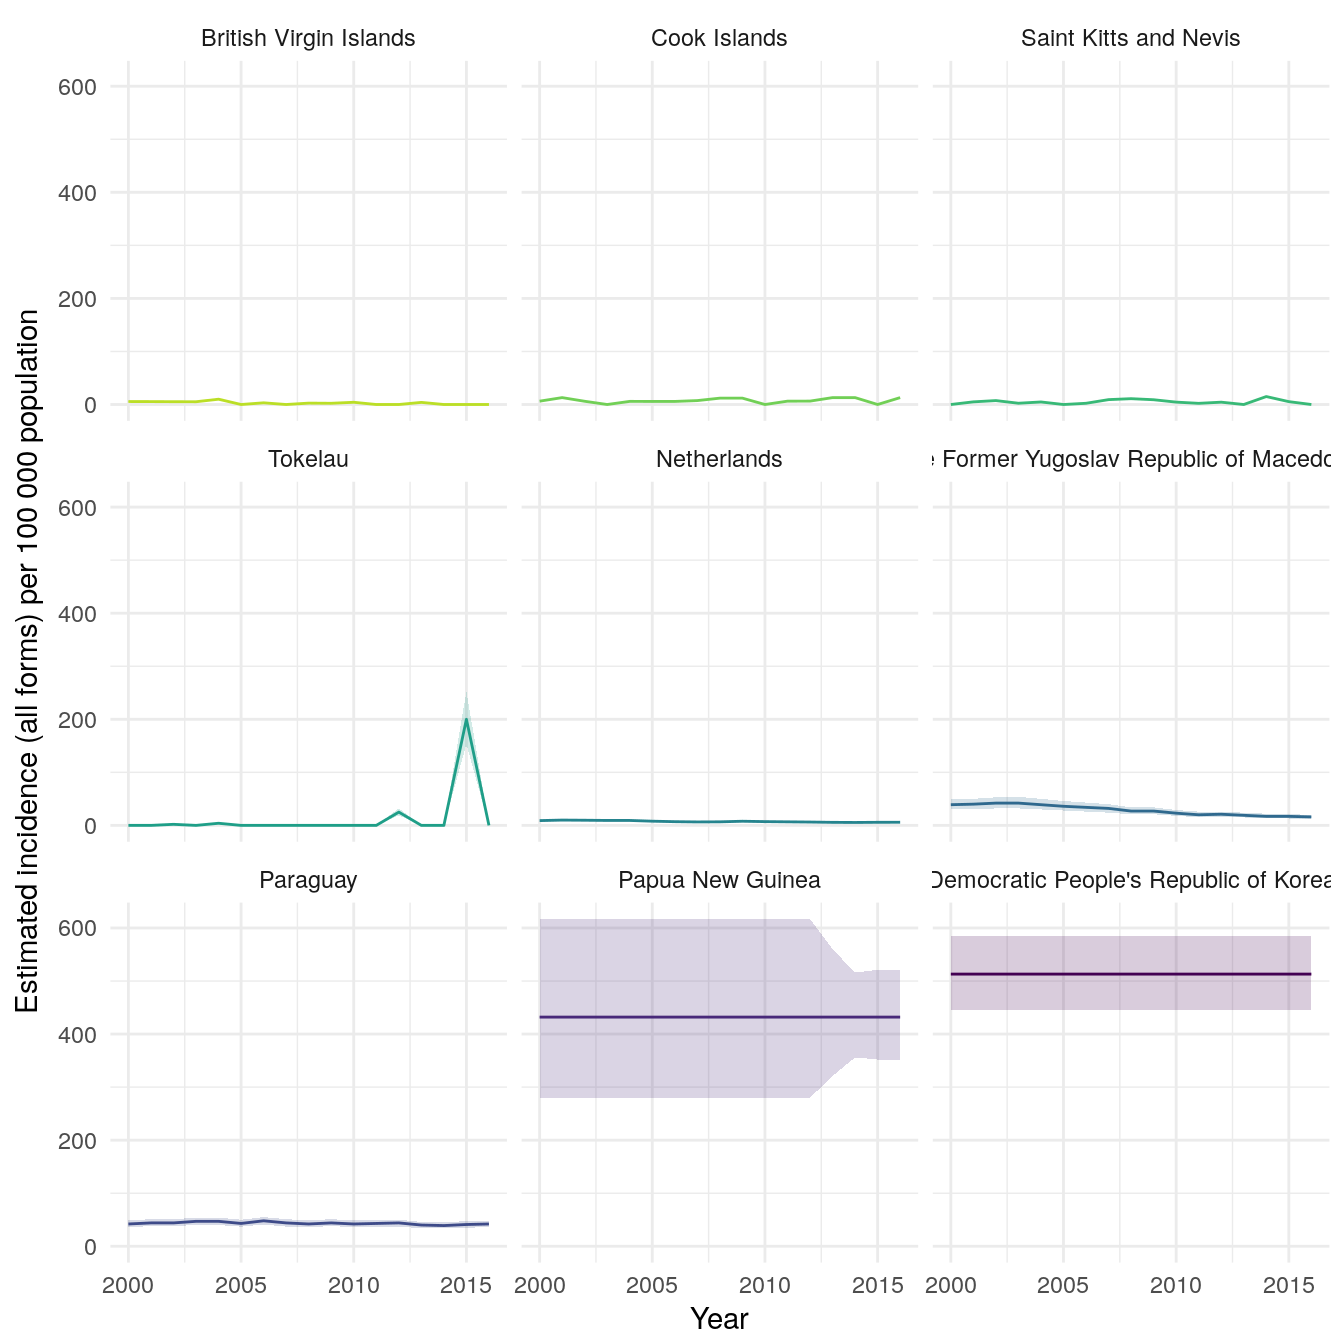 British Virgin Islands
Cook Islands
Saint Kitts and Nevis
600
400
200
0
Tokelau
Netherlands
Former Yugoslav Republic of Macedo
600
400
200
0
Paraguay
Papua New Guinea
Democratic People's Republic of Korea
600
400
200
0
2000 2005 2010 2015
2000 2005 2010 2015
2000 2005 2010 2015
Year
Estimated incidence (all forms) per 100 000 population